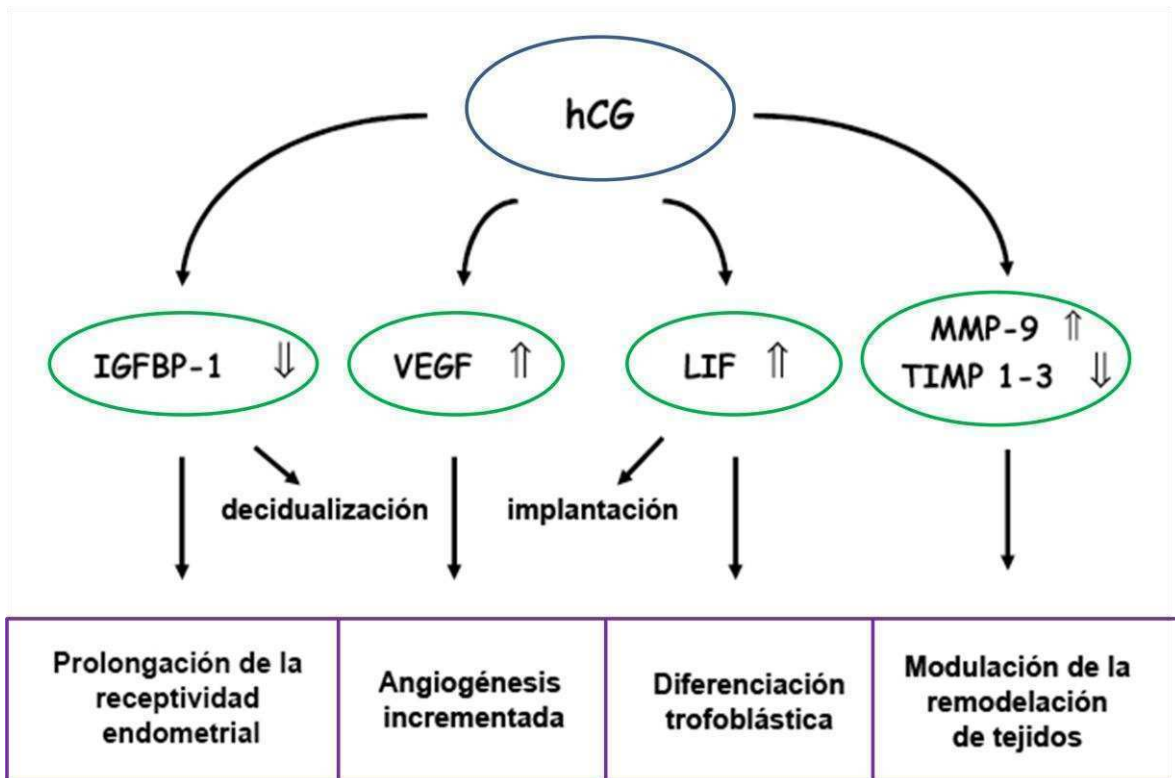 hCG
IGFBP-1 ⇓
VEGF ⇑
LIF ⇑
MMP-9 ⇑
TIMP 1-3 ⇓
decidualización
implantación
Prolongación de la
receptividad
endometrial
Angiogénesis
incrementada
Diferenciación
trofoblástica
Modulación de la
remodelación
de tejidos